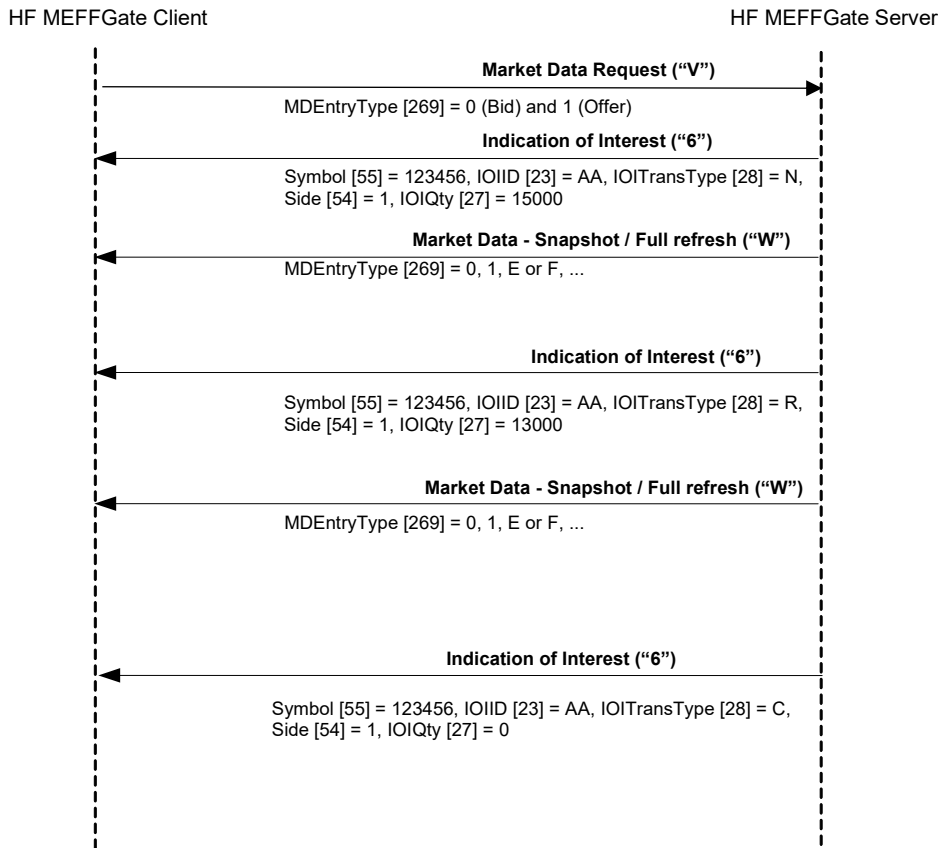 HF MEFFGate Client
HF MEFFGate Server
Market Data Request (“V”)
MDEntryType [269] = 0 (Bid) and 1 (Offer)
Indication of Interest (“6”)
Symbol [55] = 123456, IOIID [23] = AA, IOITransType [28] = N,
Side [54] = 1, IOIQty [27] = 15000
Market Data - Snapshot / Full refresh (“W”)
MDEntryType [269] = 0, 1, E or F, ...
Indication of Interest (“6”)
Symbol [55] = 123456, IOIID [23] = AA, IOITransType [28] = R,
Side [54] = 1, IOIQty [27] = 13000
Market Data - Snapshot / Full refresh (“W”)
MDEntryType [269] = 0, 1, E or F, ...
Indication of Interest (“6”)
Symbol [55] = 123456, IOIID [23] = AA, IOITransType [28] = C,
Side [54] = 1, IOIQty [27] = 0